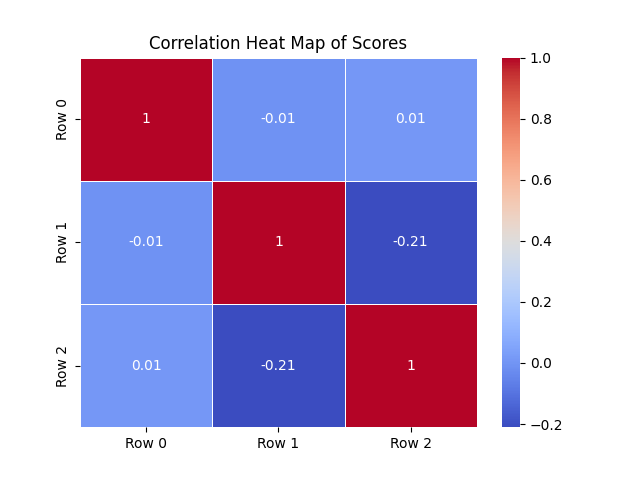 Correlation Heat Map of Scores
Row 0
1
-0.01
0.01
Row 1
-0.01
1
-0.21
Row 2
0.01
-0.21
1
Row 0
Row 1
Row 2
1.0
0.8
0.6
0.4
0.2
0.0
−0.2